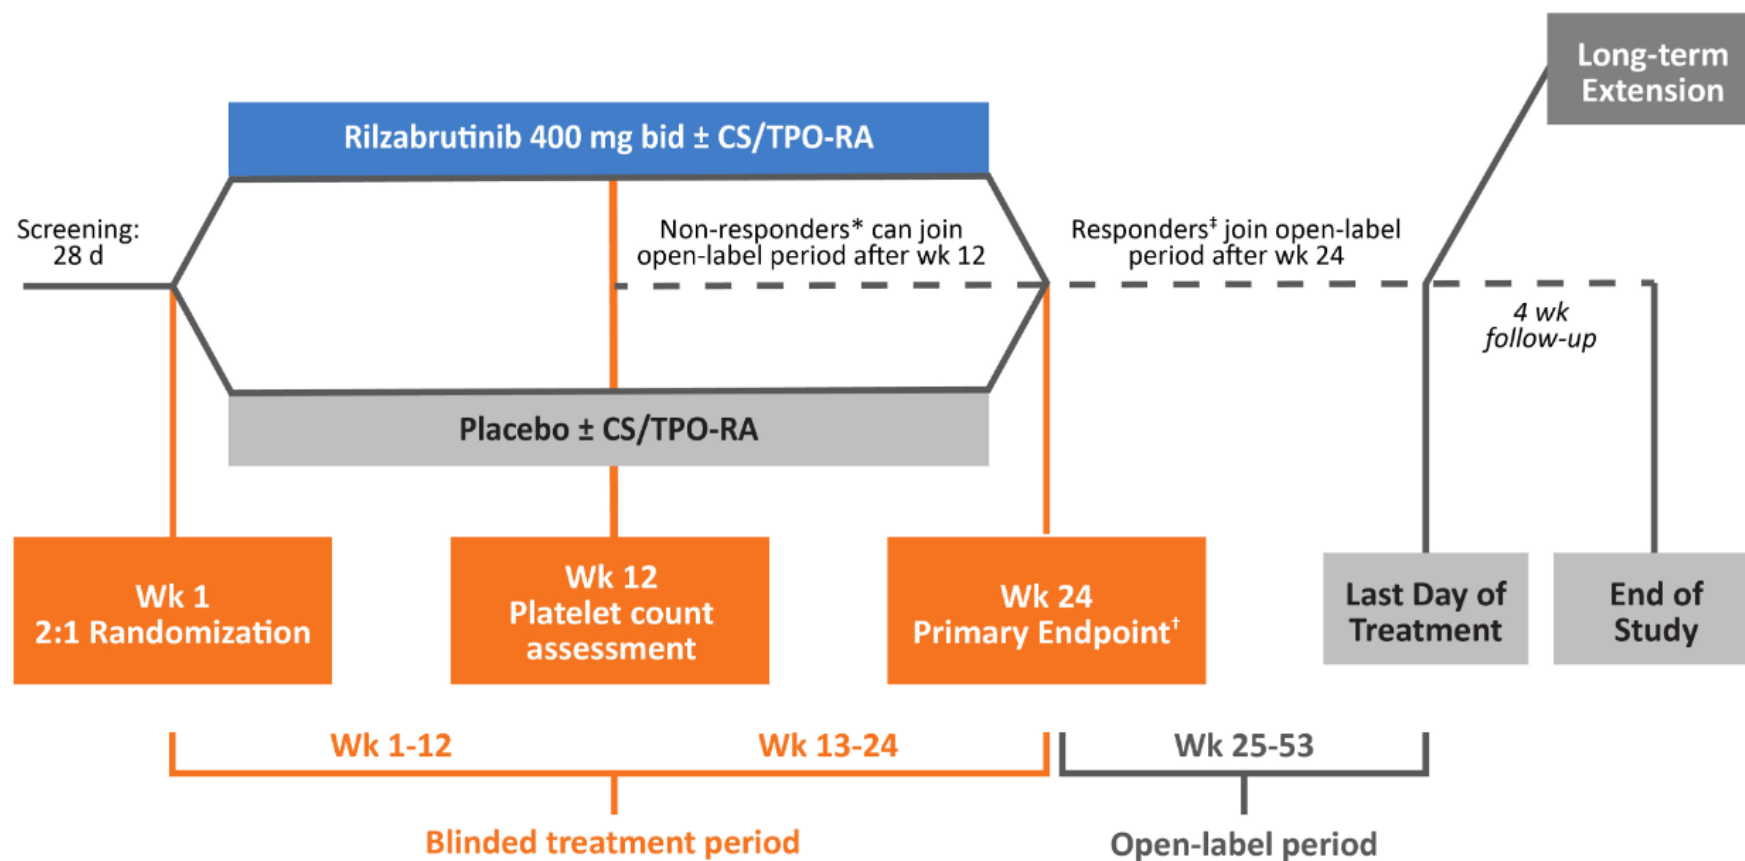 Long-term
Extension
Rilzabrutinib 400 mg bid ± CS/TPO-RA
Screening:
28 d
Non-responders* can join
open-label period after wk 12
Responders‡ join open-label
period after wk 24
4 wk
follow-up
Placebo ± CS/TPO-RA
Wk 1
2:1 Randomization
Wk 12
Platelet count
assessment
Wk 24
Primary Endpoint†
Last Day of
Treatment
End of
Study
Wk 1-12
Wk 13-24
Wk 25-53
Blinded treatment period
Open-label period